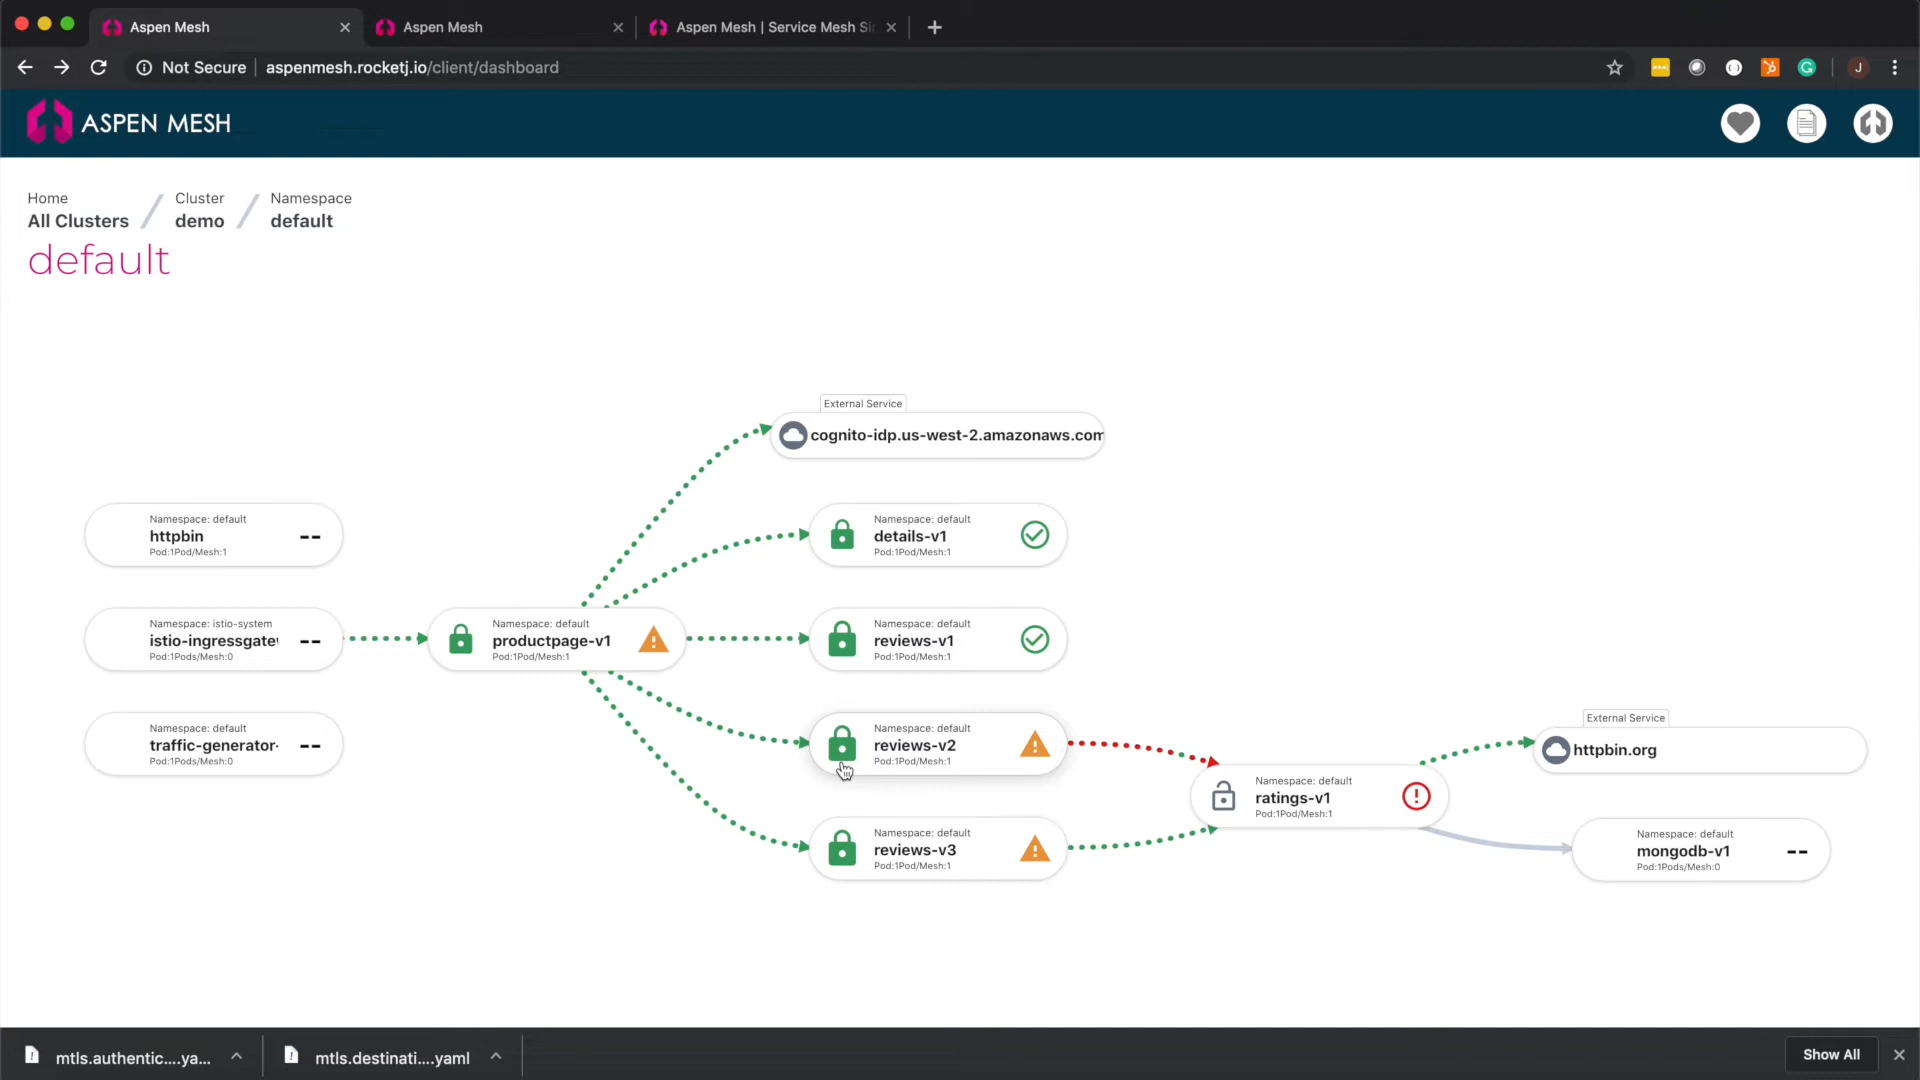 Aspen Mesh
Aspen Mesh
Aspen Mesh | Service Mesh Si
Not Secure
aspenmesh.rocketj.io/client/dashboard
J
ASPEN MESH
Home
All Clusters
Cluster
demo
Namespace
default
default
External Service
cognito-idp.us-west-2.amazonaws.com
Namespace: default
httpbin
Pod:1Pod/Mesh:1
--
Namespace: default
details-v1
Pod:1Pod/Mesh:1
Namespace: istio-system
istio-ingressgate
Pod:1Pods/Mesh:0
--
Namespace: default
productpage-v1
Pod:1Pod/Mesh:1
Namespace: default
reviews-v1
Pod:1Pod/Mesh:1
Namespace: default
traffic-generator-
Pod:1Pods/Mesh:0
--
Namespace: default
reviews-v2
Pod:1Pod/Mesh:1
External Service
httpbin.org
Namespace: default
ratings-v1
Pod:1Pod/Mesh:1
Namespace: default
reviews-v3
Pod:1Pod/Mesh:1
Namespace: default
mongodb-v1
Pod:1Pods/Mesh:0
--
mtls.authentic....ya...
mtls.destinati....yaml
Show All